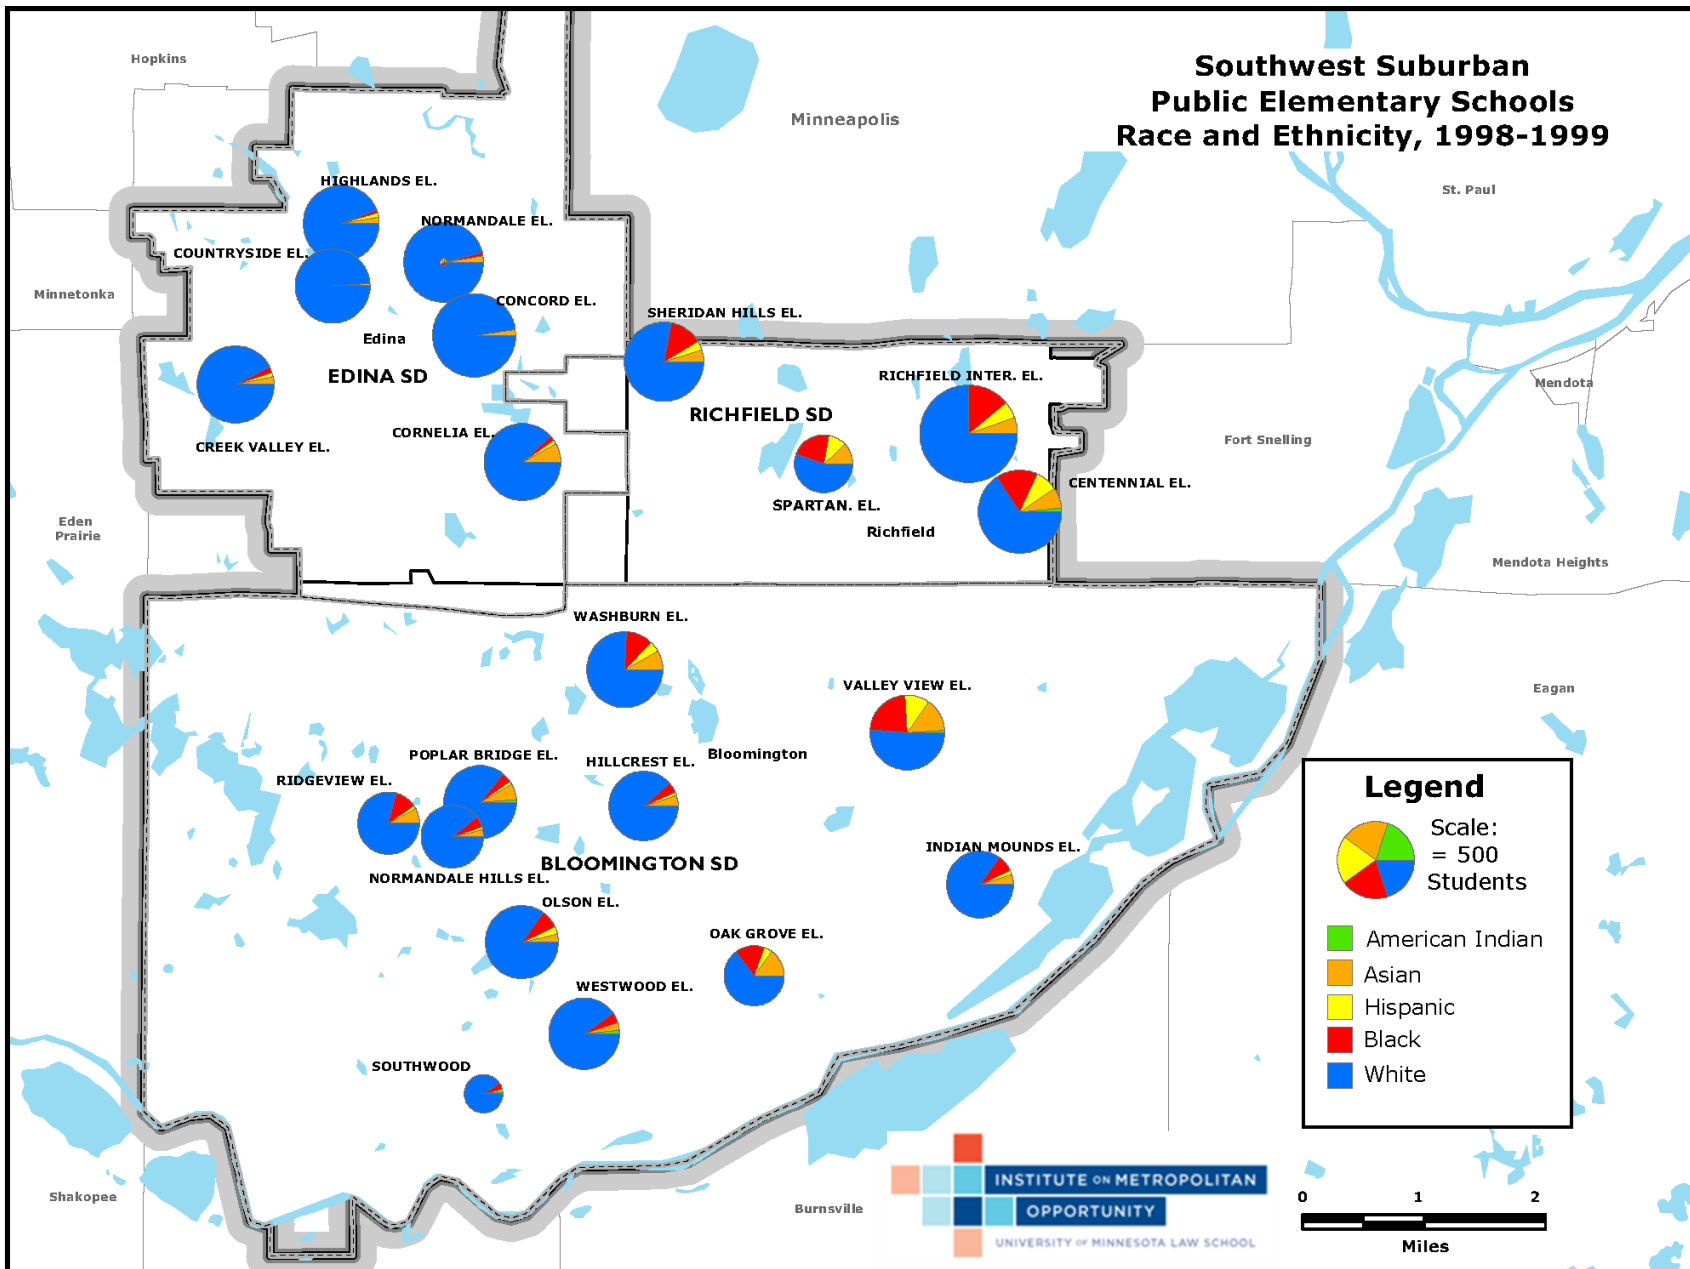 Southwest Suburban
Public Elementary Schools
Race and Ethnicity, 1998-1999
Hopkins
Minneapolis
St. Paul
HIGHLANDS EL.
NORMANDALE EL.
COUNTRYSIDE EL.
Minnetonka
CONCORD EL.
SHERIDAN HILLS EL.
Edina
EDINA SD
RICHFIELD INTER. EL.
Mendota
RICHFIELD SD
CORNELIA EL.
Fort Snelling
CREEK VALLEY EL.
CENTENNIAL EL.
SPARTAN. EL.
Eden
Prairie
Richfield
Mendota Heights
WASHBURN EL.
VALLEY VIEW EL.
Eagan
POPLAR BRIDGE EL.
Bloomington
HILLCREST EL.
RIDGEVIEW EL.
INDIAN MOUNDS EL.
BLOOMINGTON SD
NORMANDALE HILLS EL.
OLSON EL.
OAK GROVE EL.
WESTWOOD EL.
SOUTHWOOD
Legend
Scale:
= 500
Students
American Indian
Asian
Hispanic
Black
White
Shakopee
Burnsville
INSTITUTE ON METROPOLITAN
OPPORTUNITY
UNIVERSITY OF MINNESOTA LAW SCHOOL
0 1 2
Miles